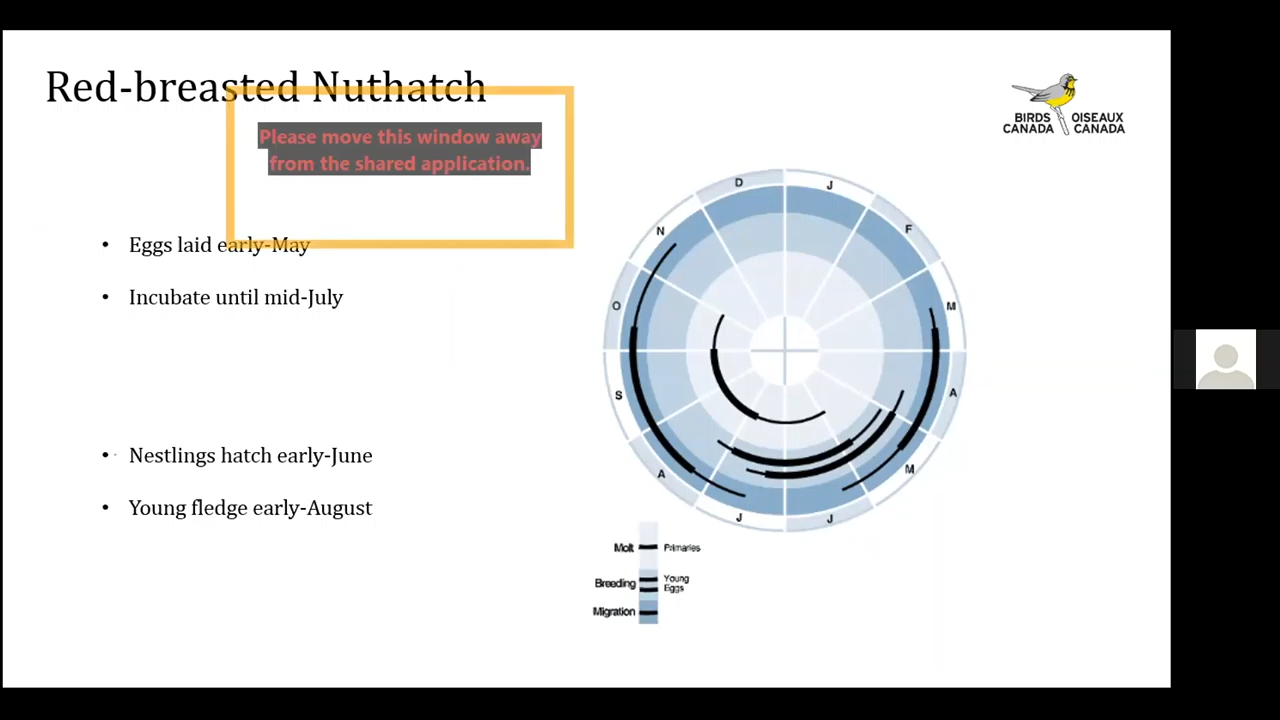 Red-breasted Nuthatch
Please move this window away
from the shared application.
BIRDS OISEAUX
CANADA CANADA
• Eggs laid early-May
• Incubate until mid-July
• Nestlings hatch early-June
• Young fledge early-August
D J
N F
O M
S A
A M
J J
Molt Primaries
Breeding Young
Eggs
Migration